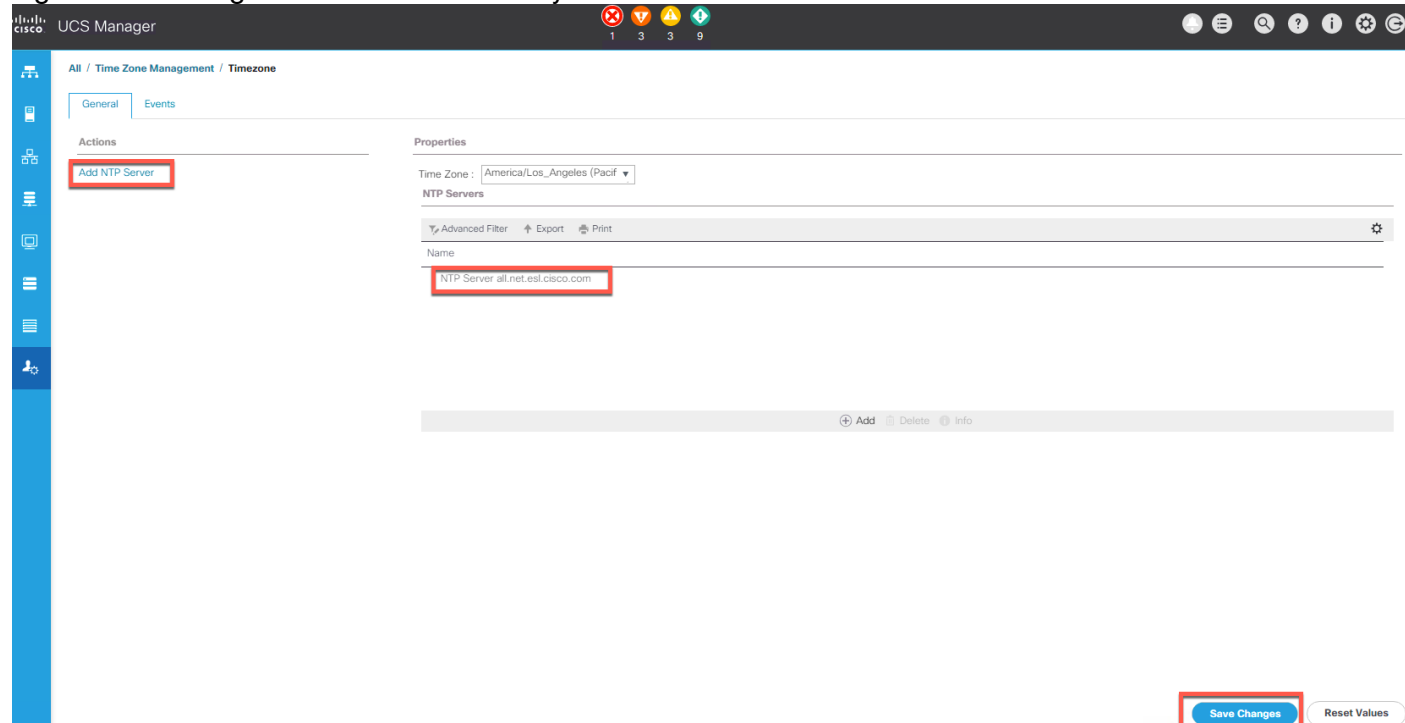 cisco UCS Manager
1 3 3 9
All / Time Zone Management / Timezone
General Events
Actions
Properties
Add NTP Server
Time Zone : America/Los_Angeles (Pacif
NTP Servers
Advanced Filter Export Print
Name
NTP Server all.net.esl.cisco.com
Add Delete Info
Save Changes Reset Values